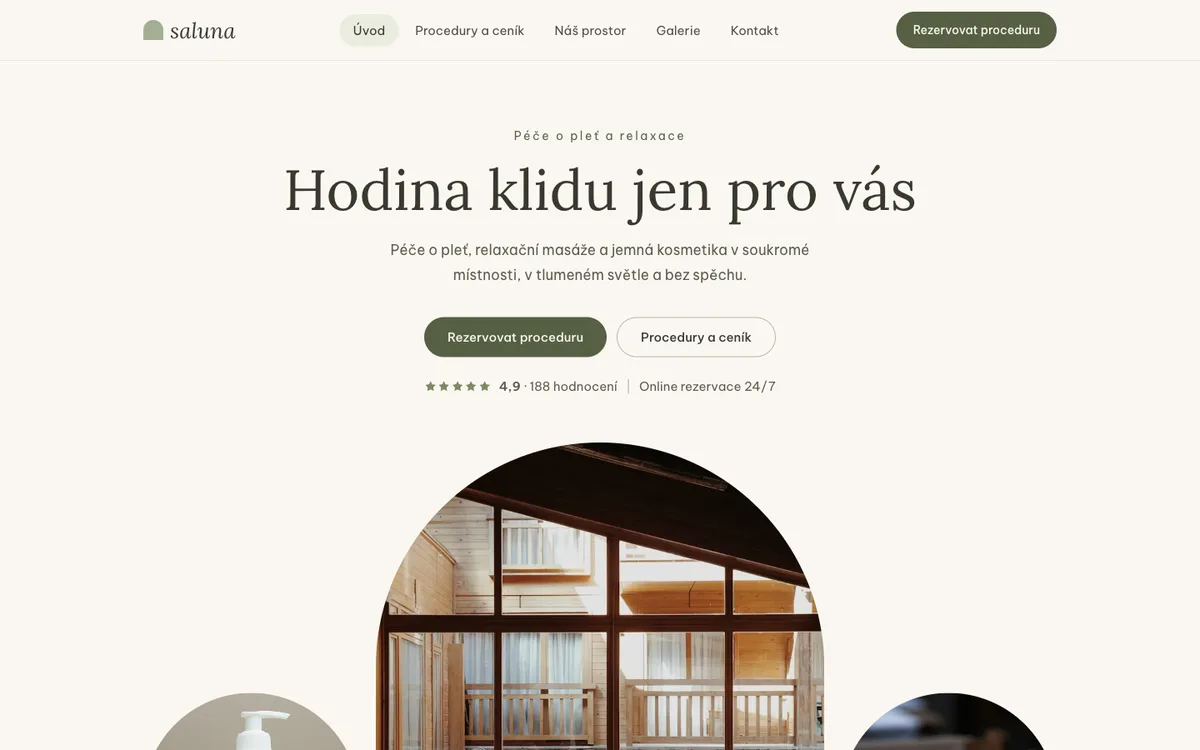 saluna
Úvod
Procedury a ceník
Náš prostor
Galerie
Kontakt
Rezervovat proceduru
Péče o pleť a relaxace
Hodina klidu jen pro vás
Péče o pleť, relaxační masáže a jemná kosmetika v soukromé
místnosti, v tlumeném světle a bez spěchu.
Rezervovat proceduru
Procedury a ceník
4,9 · 188 hodnocení | Online rezervace 24/7